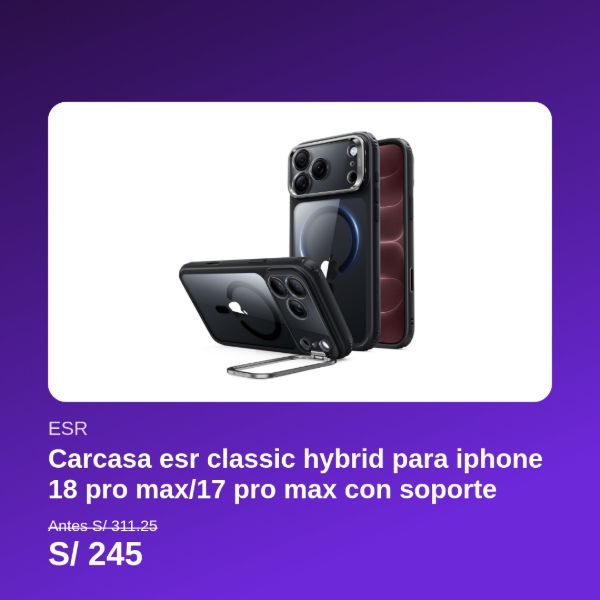 ESR
Carcasa esr classic hybrid para iphone
18 pro max/17 pro max con soporte
Antes S/ 311.25
S/ 245